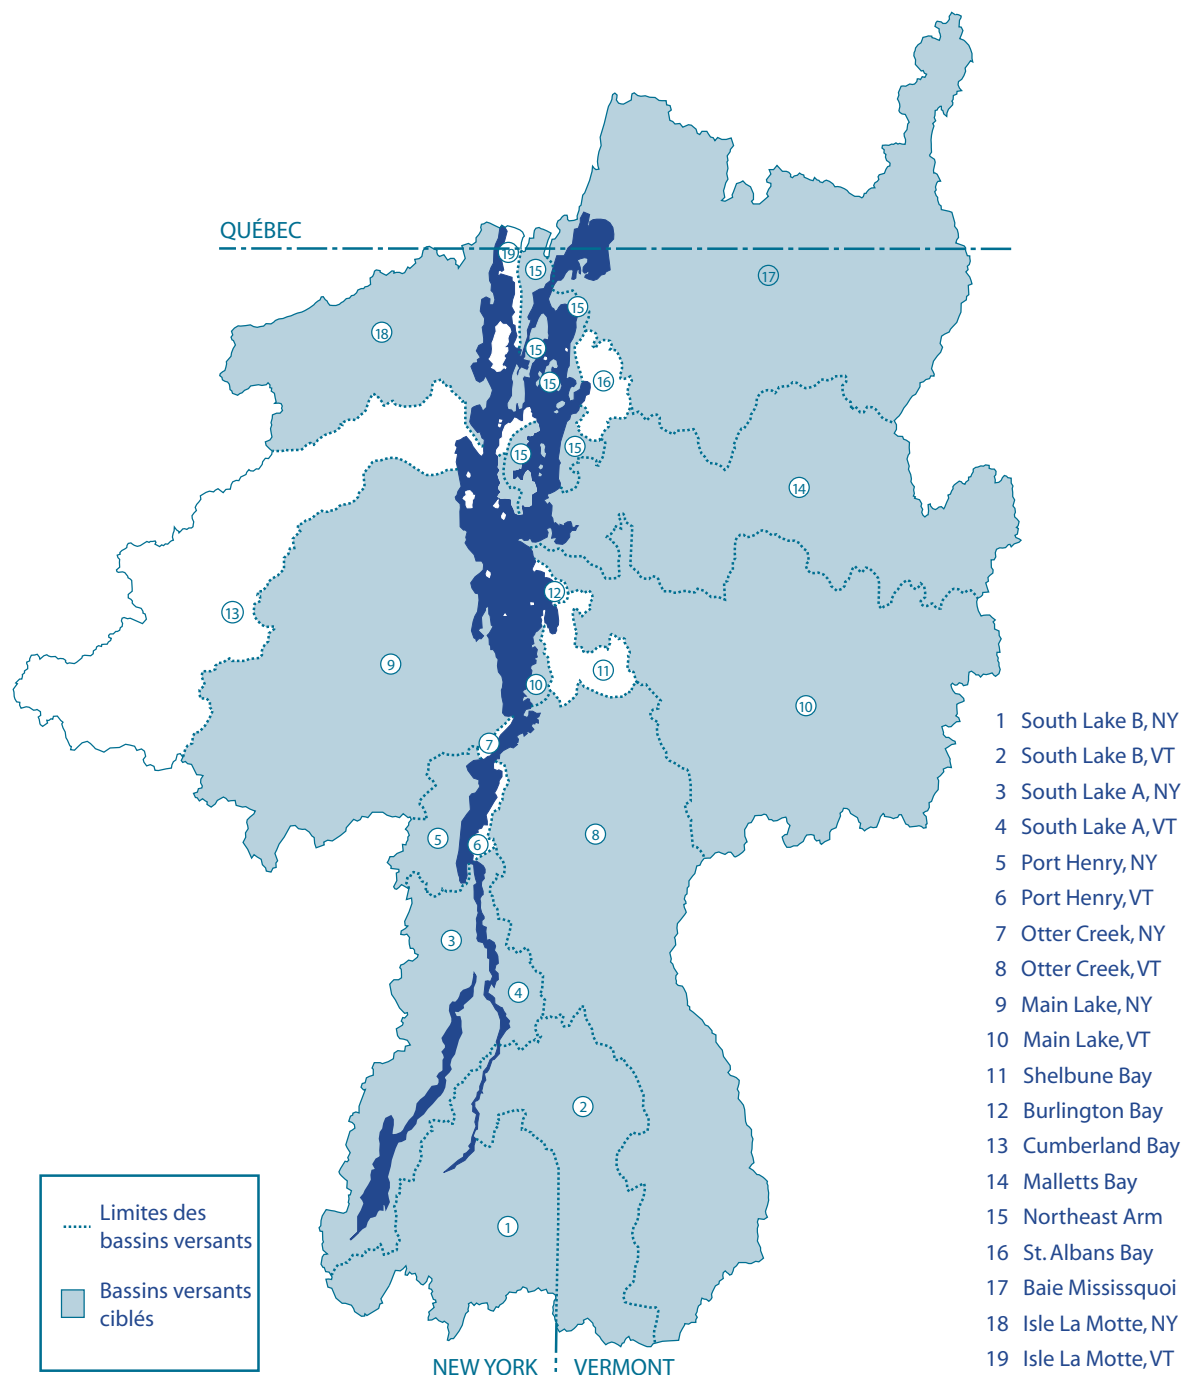 QUÉBEC
19
15
17
15
18
15
15
16
15
15
14
12
13
9
11
10
10
7
5
8
6
3
4
2
1
1 South Lake B, NY
2 South Lake B, VT
3 South Lake A, NY
4 South Lake A, VT
5 Port Henry, NY
6 Port Henry, VT
7 Otter Creek, NY
8 Otter Creek, VT
9 Main Lake, NY
10 Main Lake, VT
11 Shelbune Bay
12 Burlington Bay
13 Cumberland Bay
14 Malletts Bay
15 Northeast Arm
16 St. Albans Bay
17 Baie Mississquoi
18 Isle La Motte, NY
19 Isle La Motte, VT
Limites des
bassins versants
Bassins versants
ciblés
NEW YORK
VERMONT